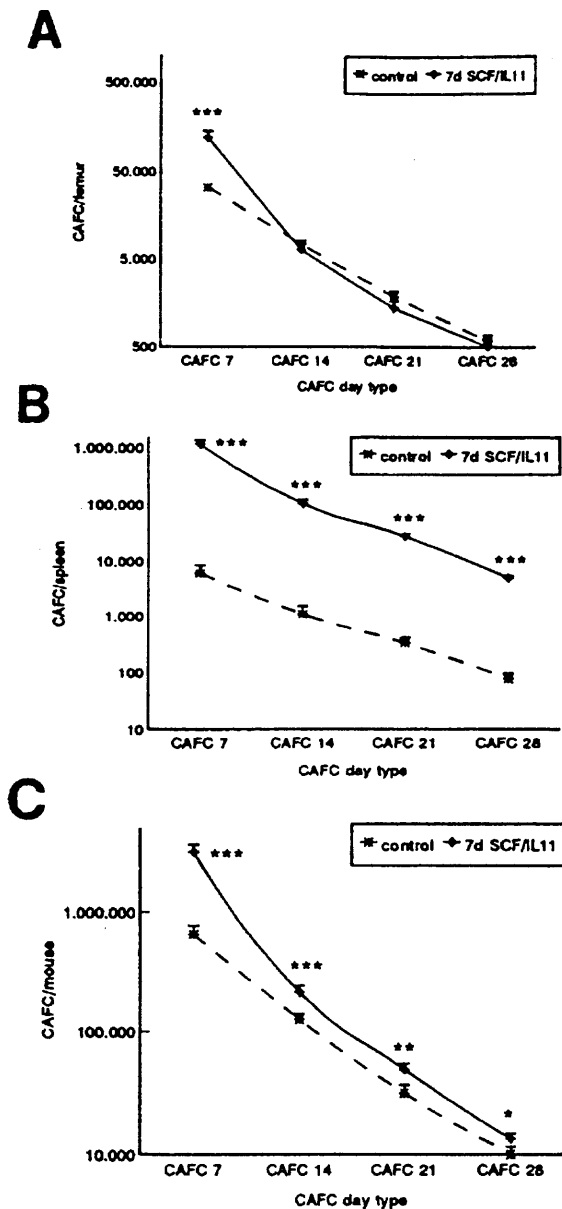 A
control 7d SCF/IL11
500.000
50.000
5.000
500
***
CAFC/femur
CAFC 7 CAFC 14 CAFC 21 CAFC 28
CAFC day type
B
control 7d SCF/IL11
1.000.000
100.000
10.000
1.000
100
10
***
***
***
***
CAFC/spleen
CAFC 7 CAFC 14 CAFC 21 CAFC 28
CAFC day type
C
control 7d SCF/IL11
1.000.000
100.000
10.000
***
***
**
*
CAFC/mouse
CAFC 7 CAFC 14 CAFC 21 CAFC 28
CAFC day type